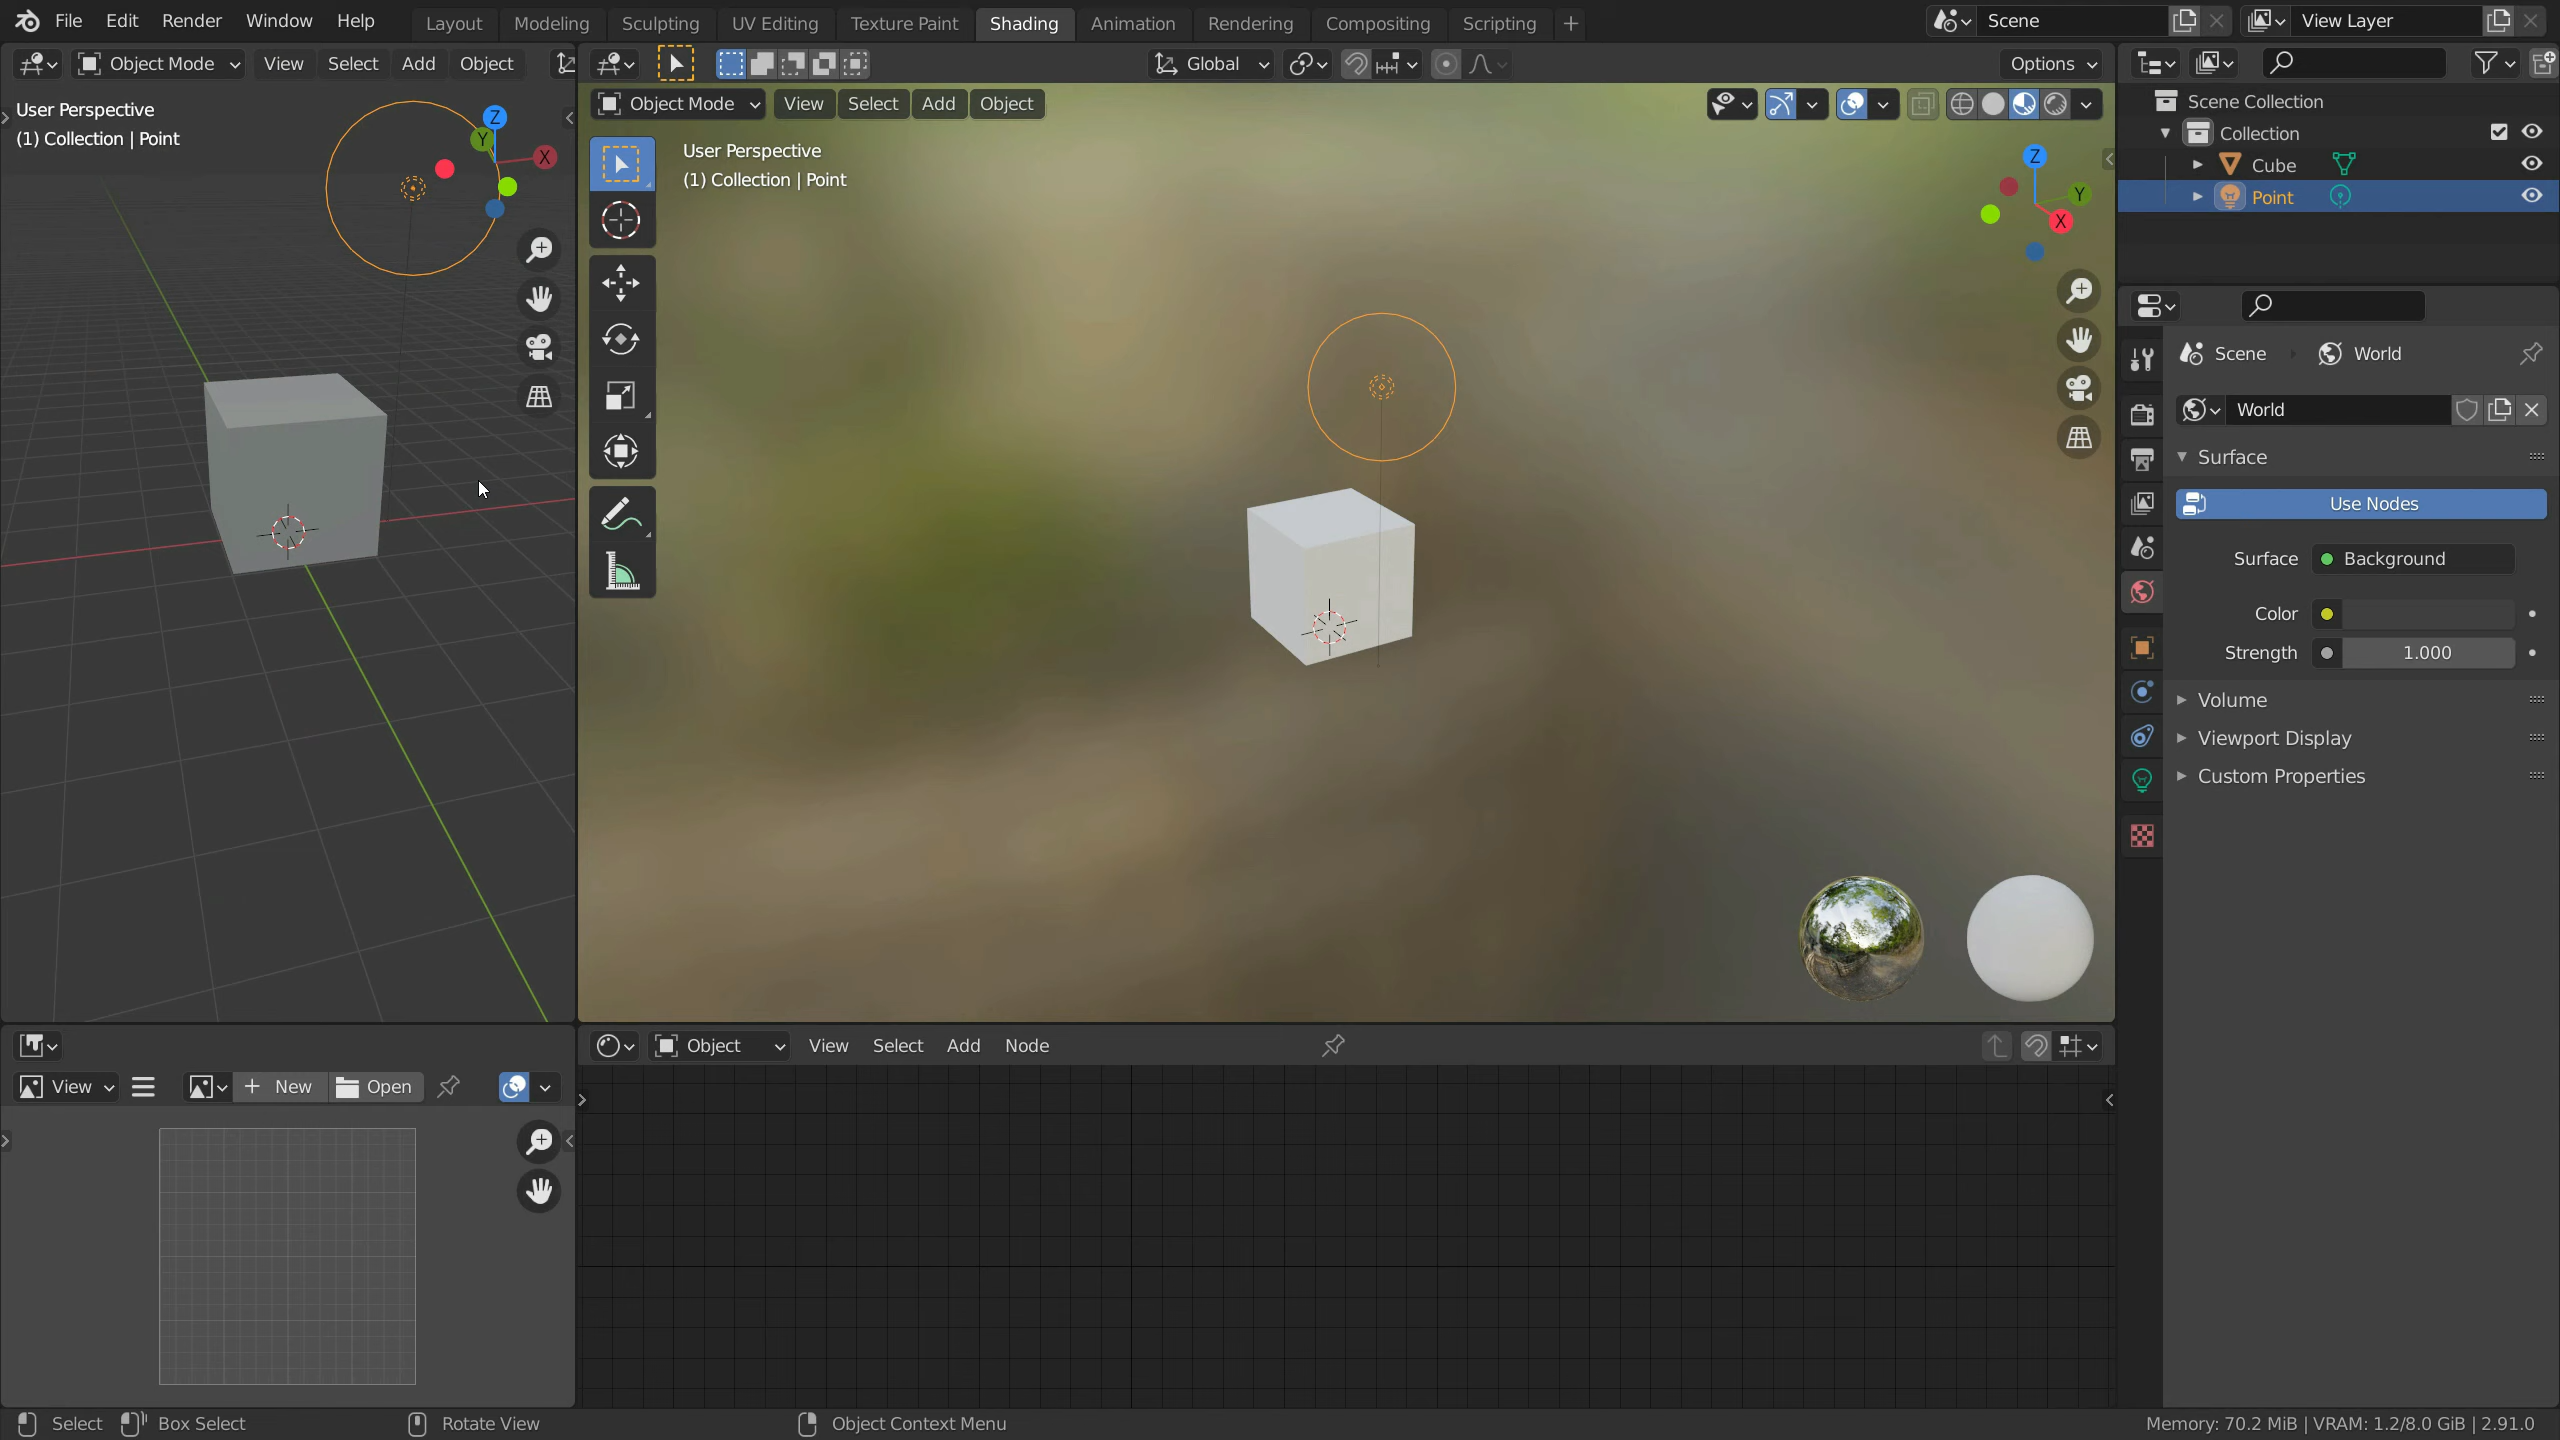 File Edit Render Window Help Layout Modeling Sculpting UV Editing Texture Paint Shading Animation Rendering Compositing Scripting + Scene View Layer
Object Mode View Select Add Object
User Perspective
(1) Collection | Point
Z
Y
X
Global
Options
Object Mode View Select Add Object
User Perspective
(1) Collection | Point
Z
Y
X
Scene Collection
Collection
Cube
Point
Scene World
World
Surface
Use Nodes
Surface Background
Color
Strength 1.000
Volume
Viewport Display
Custom Properties
View + New Open
Object View Select Add Node
Select Box Select Rotate View Object Context Menu Memory: 70.2 MiB | VRAM: 1.2/8.0 GiB | 2.91.0